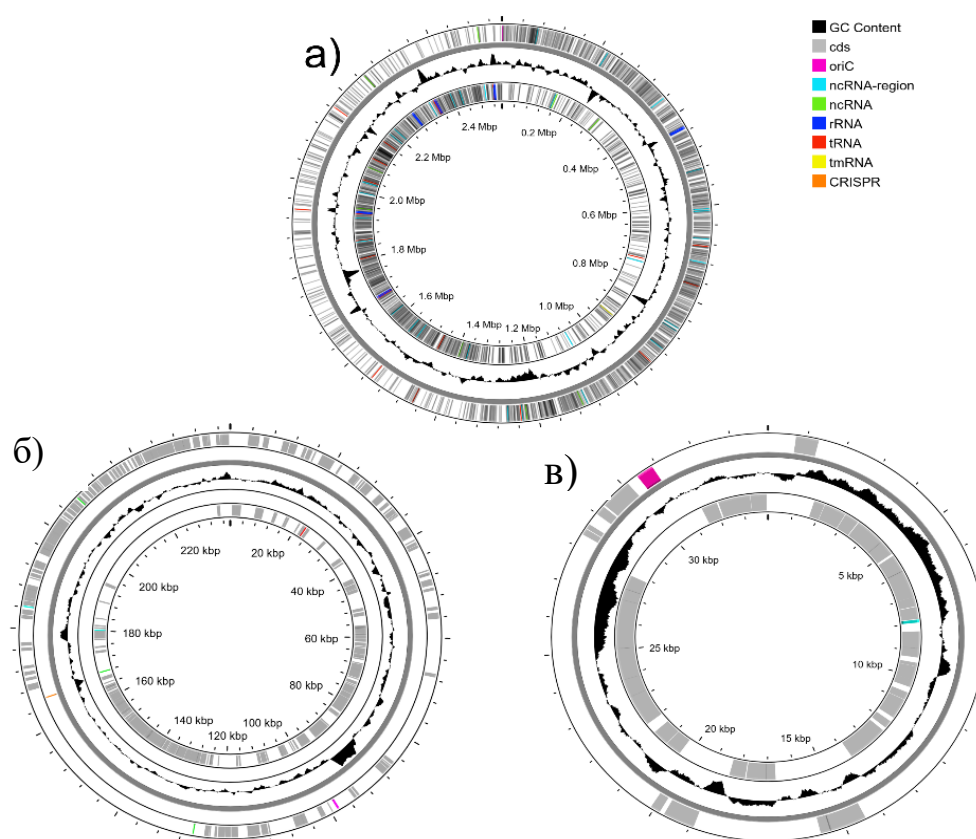 а)
GC Content
cds
oriC
ncRNA-region
ncRNA
rRNA
tRNA
tmRNA
CRISPR
2.4 Mbp
0.2 Mbp
2.2 Mbp
0.4 Mbp
2.0 Mbp
0.6 Mbp
1.8 Mbp
0.8 Mbp
1.6 Mbp
1.0 Mbp
1.4 Mbp
1.2 Mbp
б)
220 kbp
20 kbp
200 kbp
40 kbp
180 kbp
60 kbp
160 kbp
80 kbp
140 kbp
100 kbp
120 kbp
в)
30 kbp
5 kbp
25 kbp
10 kbp
20 kbp
15 kbp